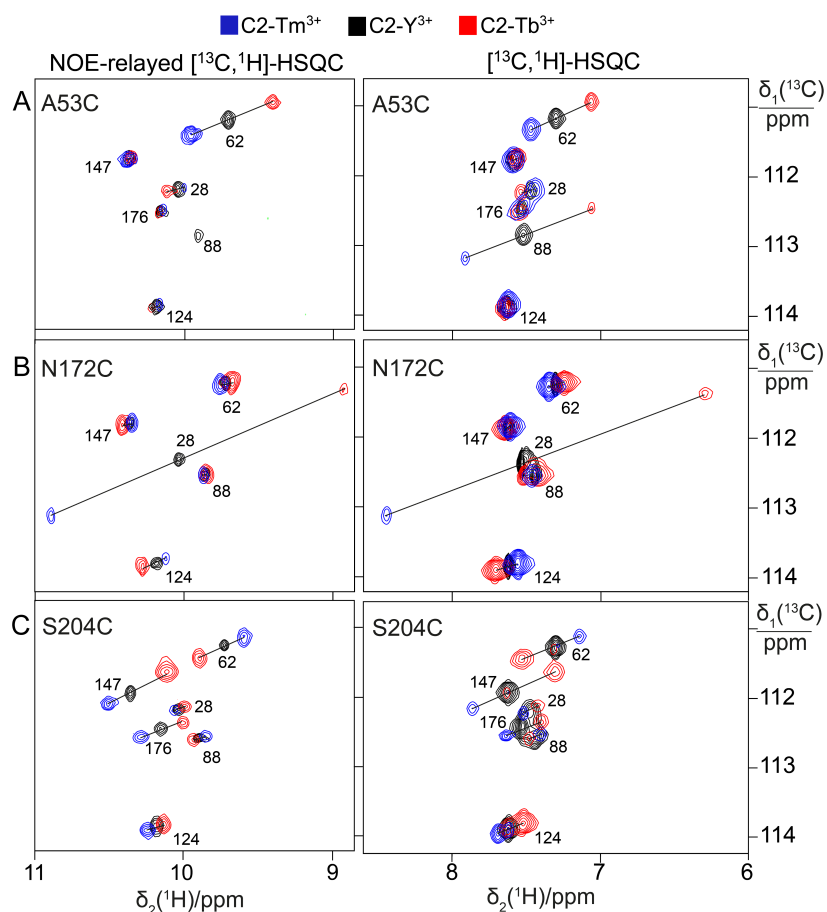 C2-Tm³⁺ C2-Y³⁺ C2-Tb³⁺
NOE-relayed [¹³C,¹H]-HSQC [¹³C,¹H]-HSQC
A
A53C
62
147
28
176
88
124
A53C
62
147
28
176
88
124
δ₁(¹³C)
ppm
112
113
114
B
N172C
62
147
28
88
124
N172C
62
147
28
88
124
δ₁(¹³C)
ppm
112
113
114
C
S204C
62
147
28
176
88
124
S204C
62
147
28
176
88
124
δ₁(¹³C)
ppm
112
113
114
11 10 9
8 7 6
δ₂(¹H)/ppm δ₂(¹H)/ppm